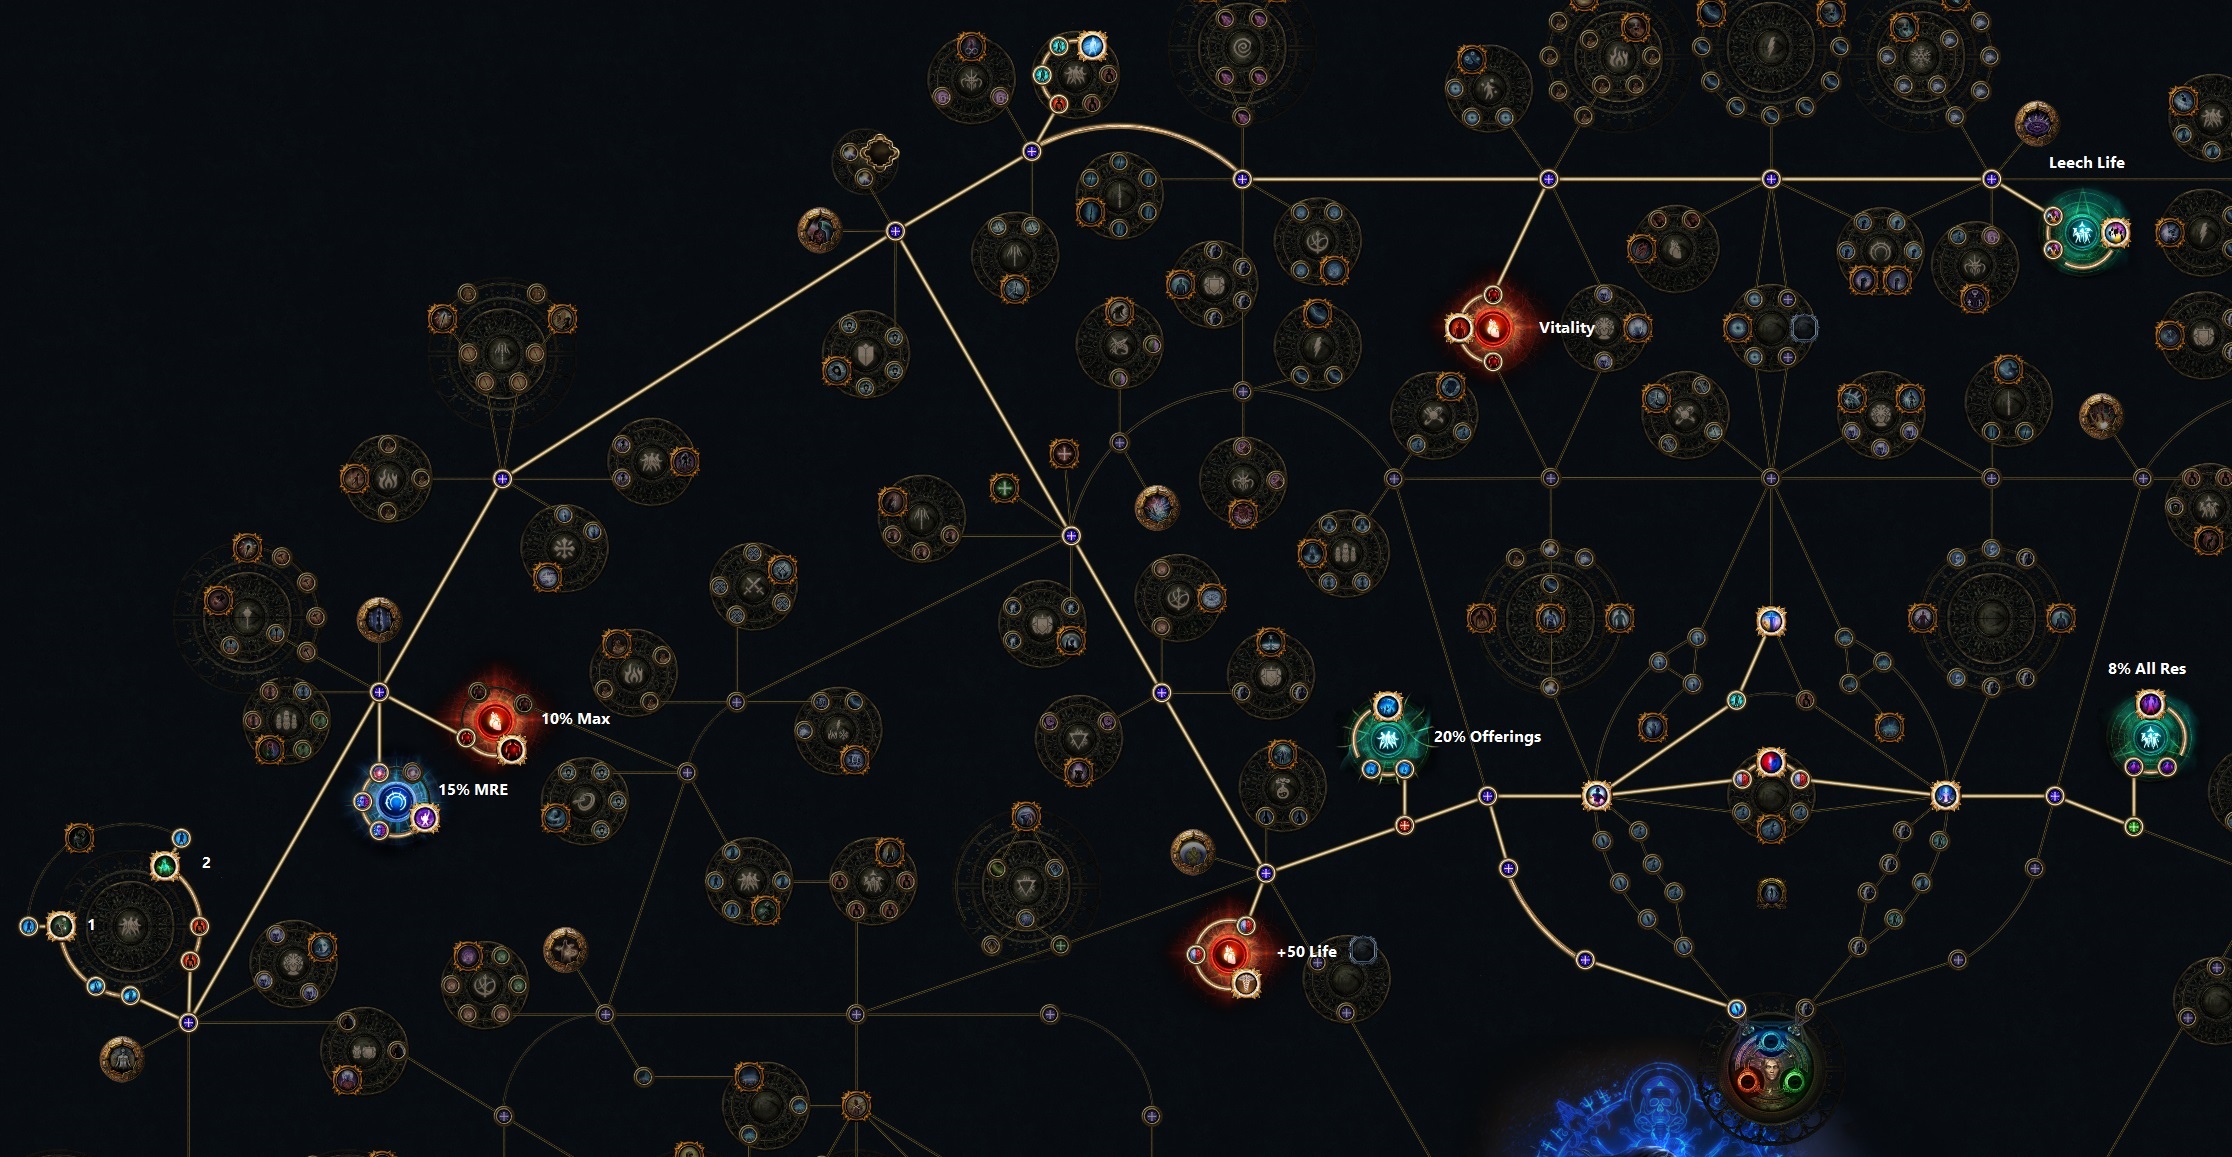 Leech Life
Vitality
8% All Res
10% Max
20% Offerings
15% MRE
2
1
+50 Life